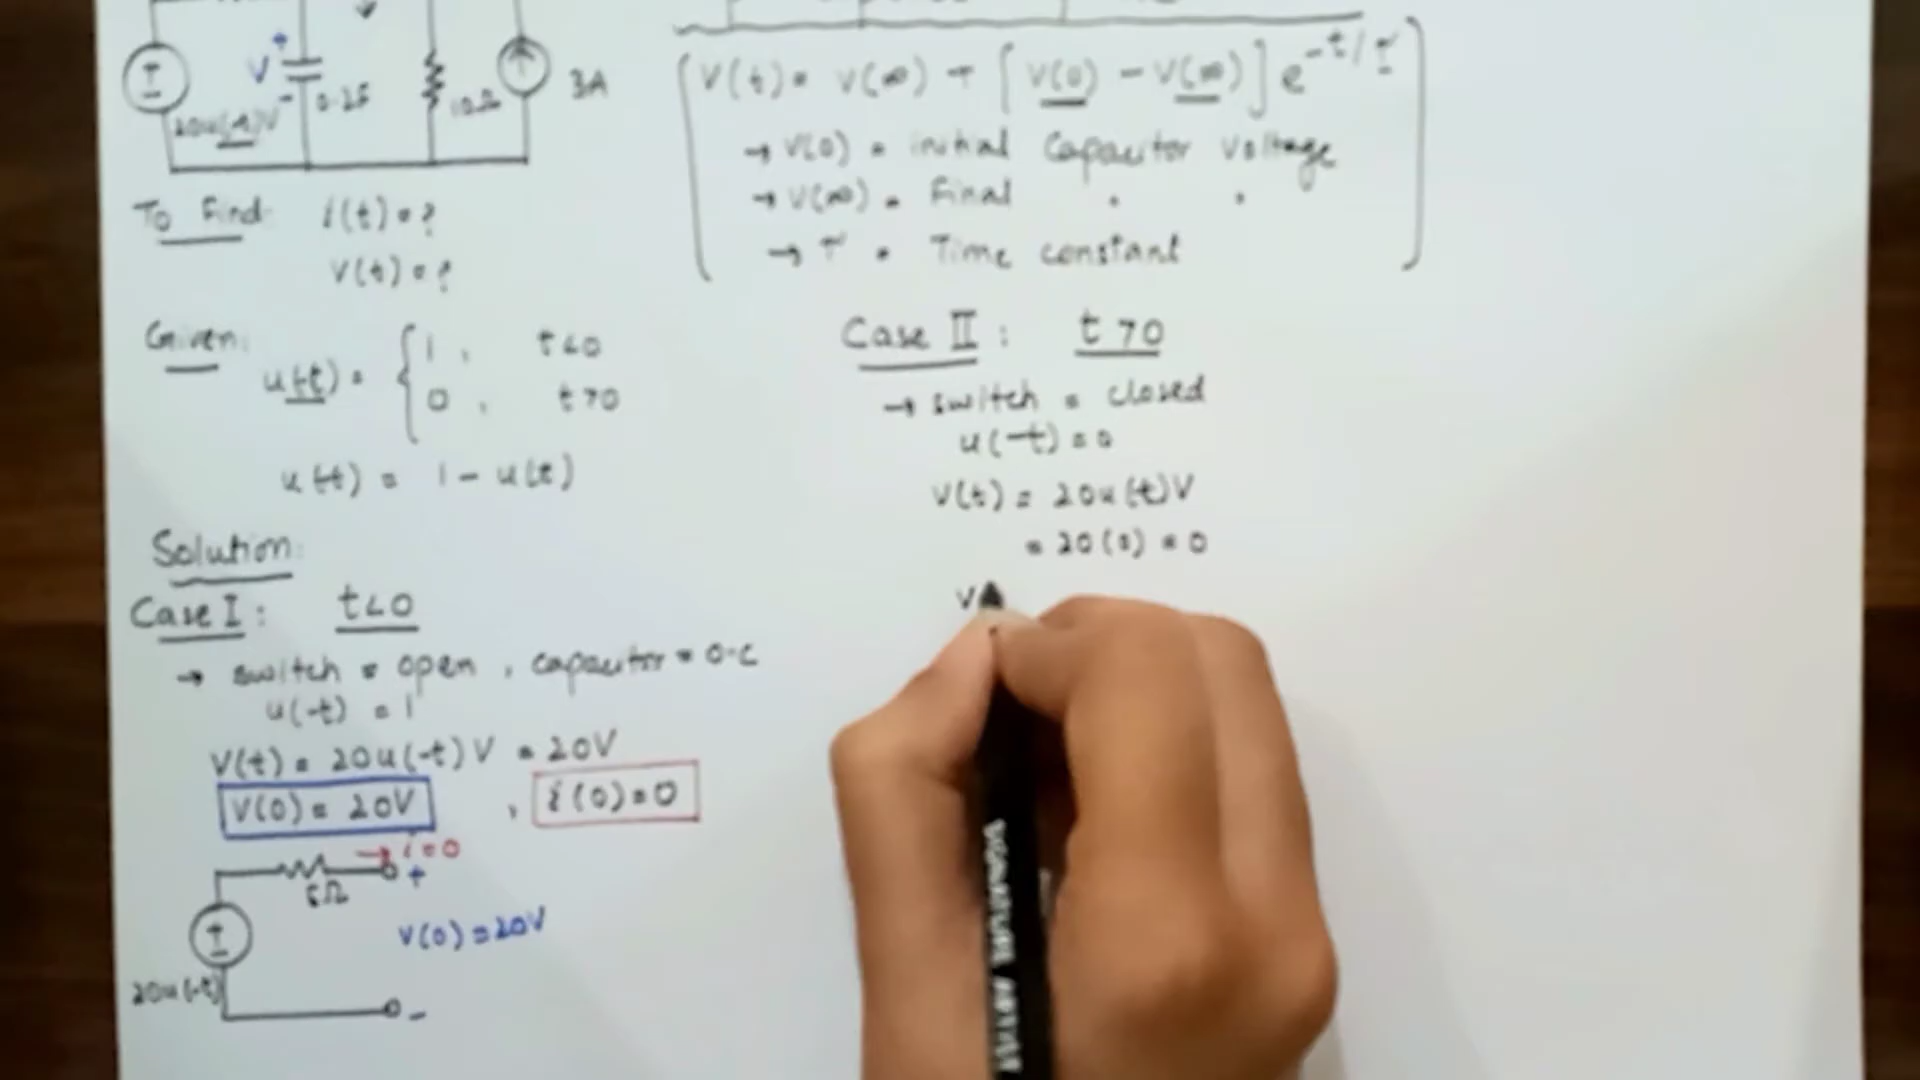 V
+
-
0.2F
10Ω
3A
20u(-t)V
To Find: i(t) = ?
V(t) = ?
Given:
u(-t) = { 1, t<0
0, t>0
u(-t) = 1 - u(t)
Solution:
Case I: t<0
→ switch = open, capacitor = O.C
u(-t) = 1
V(t) = 20u(-t)V = 20V
V(0) = 20V, i(0) = 0
→ i = 0
+
5Ω
V(0) = 20V
20u(-t)
-
V(t) = V(∞) + [V(0) - V(∞)] e^-t/τ
→ V(0) = initial Capacitor Voltage
→ V(∞) = Final " "
→ τ = Time constant
Case II: t>0
→ switch = closed
u(-t) = 0
V(t) = 20u(-t)V
= 20(0) = 0
V